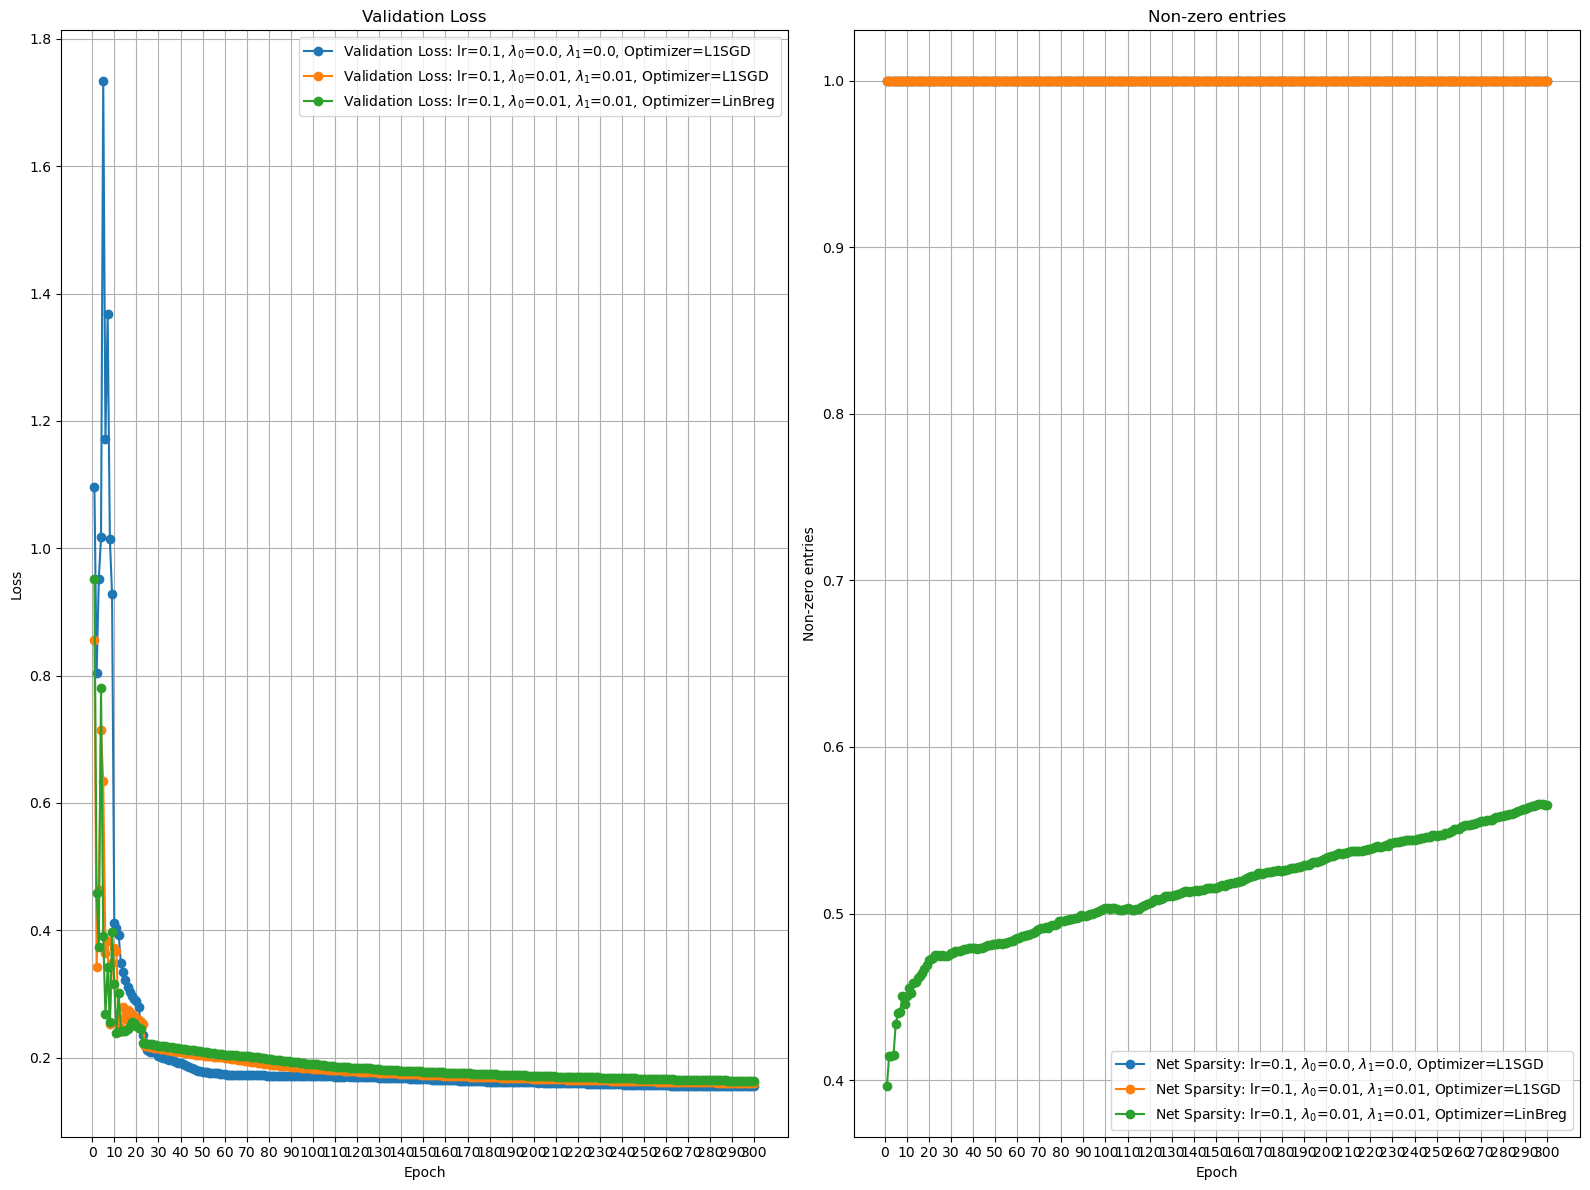 Validation Loss
Validation Loss: lr=0.1, λ₀=0.0, λ₁=0.0, Optimizer=L1SGD
Validation Loss: lr=0.1, λ₀=0.01, λ₁=0.01, Optimizer=L1SGD
Validation Loss: lr=0.1, λ₀=0.01, λ₁=0.01, Optimizer=LinBreg
1.8
1.6
1.4
1.2
1.0
0.8
0.6
0.4
0.2
Loss
0 10 20 30 40 50 60 70 80 90 100 110 120 130 140 150 160 170 180 190 200 210 220 230 240 250 260 270 280 290 300
Epoch
Non-zero entries
1.0
0.9
0.8
0.7
0.6
0.5
0.4
Non-zero entries
Net Sparsity: lr=0.1, λ₀=0.0, λ₁=0.0, Optimizer=L1SGD
Net Sparsity: lr=0.1, λ₀=0.01, λ₁=0.01, Optimizer=L1SGD
Net Sparsity: lr=0.1, λ₀=0.01, λ₁=0.01, Optimizer=LinBreg
0 10 20 30 40 50 60 70 80 90 100 110 120 130 140 150 160 170 180 190 200 210 220 230 240 250 260 270 280 290 300
Epoch